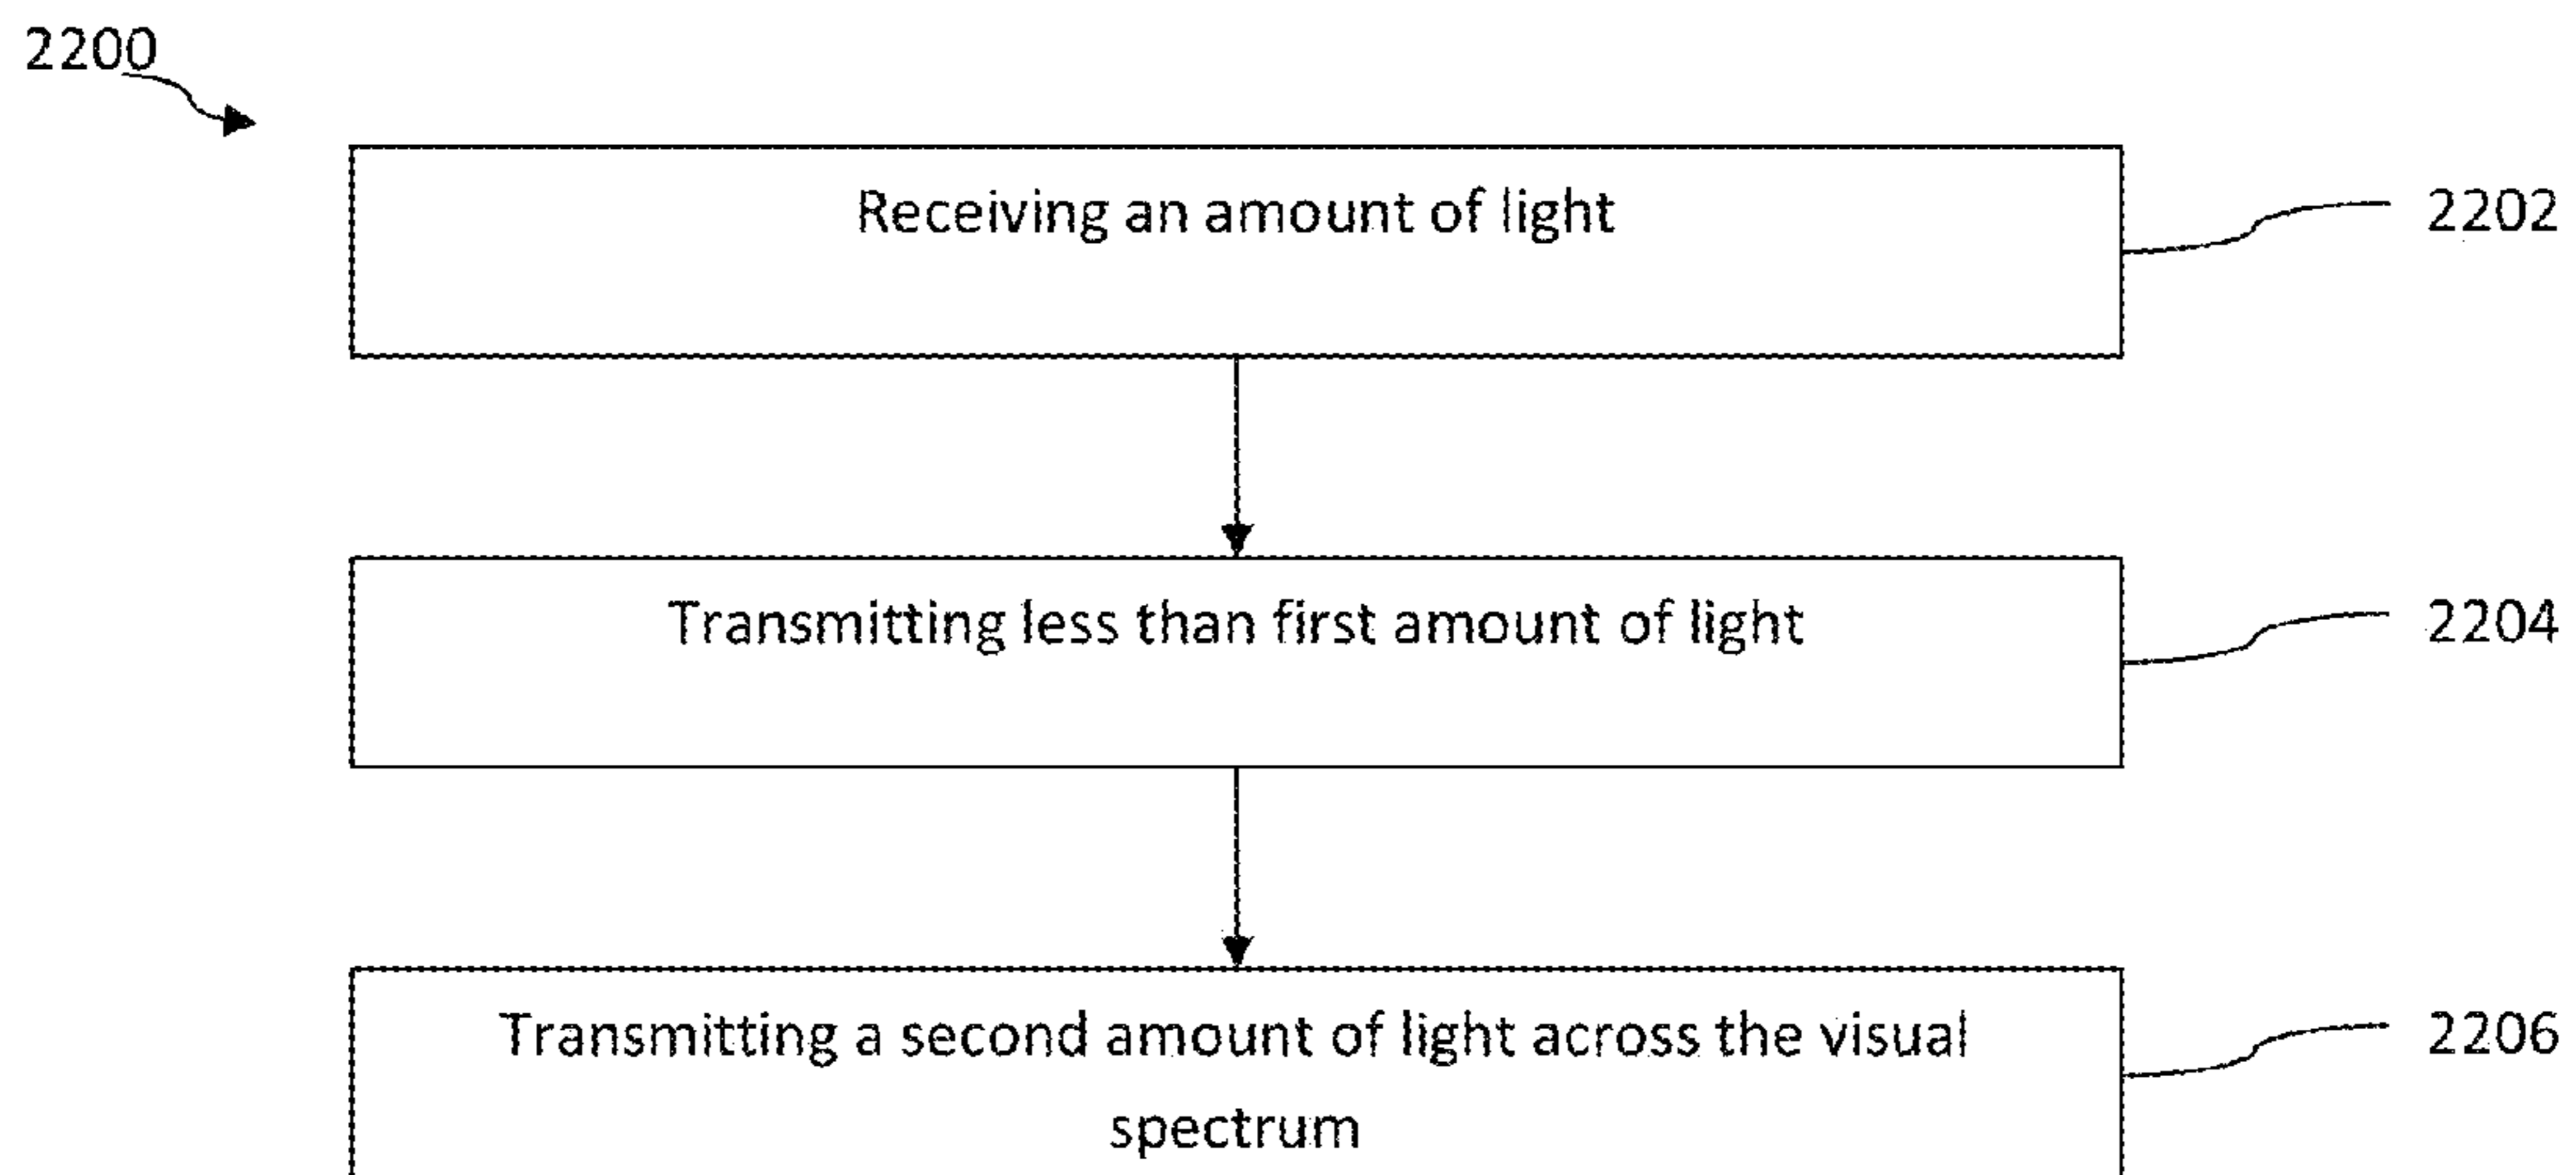 2200
Receiving an amount of light
2202
Transmitting less than first amount of light
2204
Transmitting a second amount of light across the visual
spectrum
2206